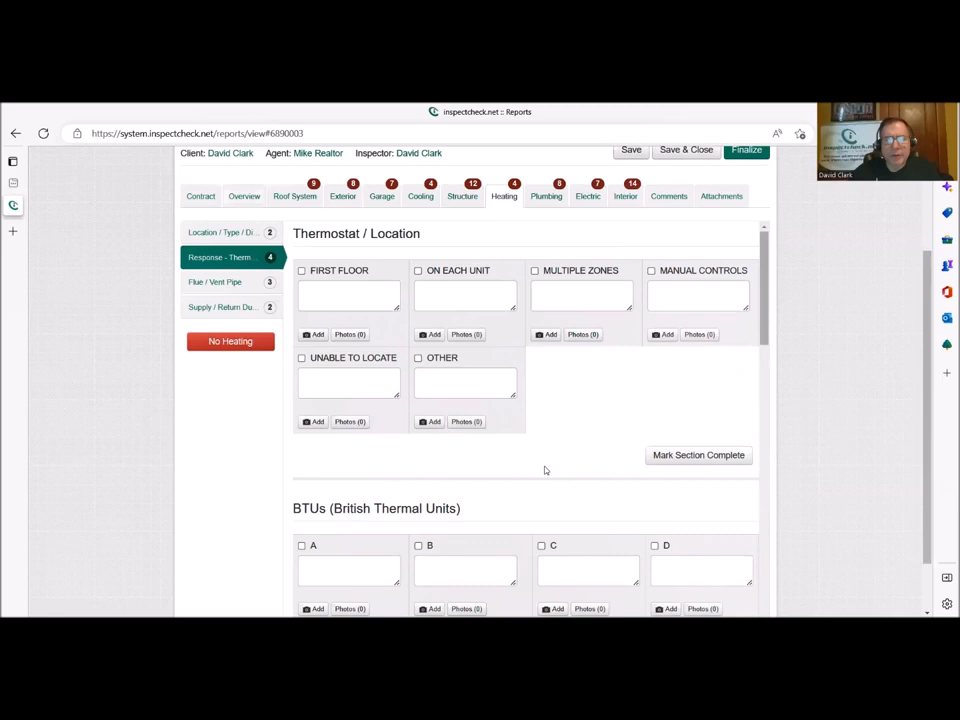 inspectcheck.net :: Reports
https://system.inspectcheck.net/reports/view#6890003
Client: David Clark Agent: Mike Realtor Inspector: David Clark
Save Save & Close Finalize
David Clark
9 8 7 4 12 4 8 7 14
Contract Overview Roof System Exterior Garage Cooling Structure Heating Plumbing Electric Interior Comments Attachments
Location / Type / Di... 2
Response - Therm... 4
Flue / Vent Pipe 3
Supply / Return Du... 2
No Heating
Thermostat / Location
FIRST FLOOR ON EACH UNIT MULTIPLE ZONES MANUAL CONTROLS
Add Photos (0) Add Photos (0) Add Photos (0) Add Photos (0)
UNABLE TO LOCATE OTHER
Add Photos (0) Add Photos (0)
Mark Section Complete
BTUs (British Thermal Units)
A B C D
Add Photos (0) Add Photos (0) Add Photos (0) Add Photos (0)